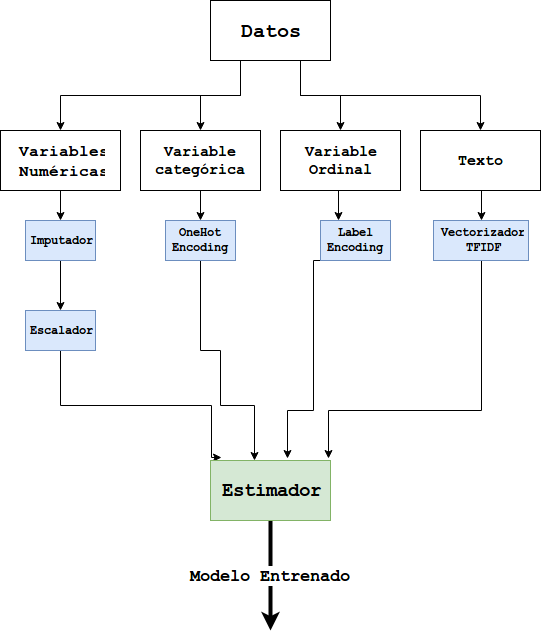 Datos
Variables
Numéricas
Variable
categórica
Variable
Ordinal
Texto
Imputador
OneHot
Encoding
Label
Encoding
Vectorizador
TFIDF
Escalador
Estimador
Modelo Entrenado